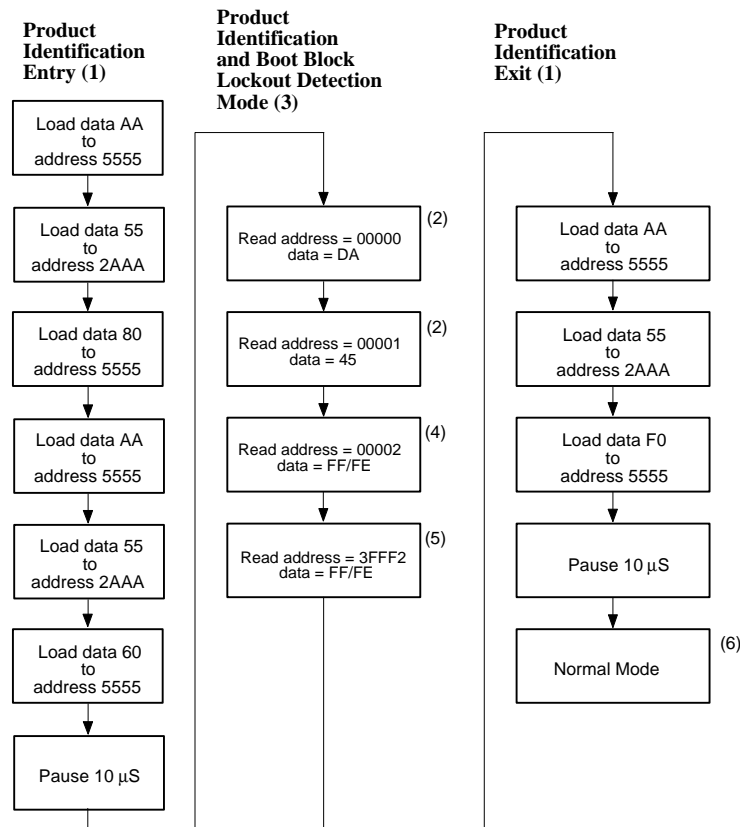 Product
Identification
Entry (1)
Load data AA
to
address 5555
Load data 55
to
address 2AAA
Load data 80
to
address 5555
Load data AA
to
address 5555
Load data 55
to
address 2AAA
Load data 60
to
address 5555
Pause 10 μS
Product
Identification
and Boot Block
Lockout Detection
Mode (3)
(2)
Read address = 00000
data = DA
(2)
Read address = 00001
data = 45
(4)
Read address = 00002
data = FF/FE
(5)
Read address = 3FFF2
data = FF/FE
Product
Identification
Exit (1)
Load data AA
to
address 5555
Load data 55
to
address 2AAA
Load data F0
to
address 5555
Pause 10 μS
(6)
Normal Mode